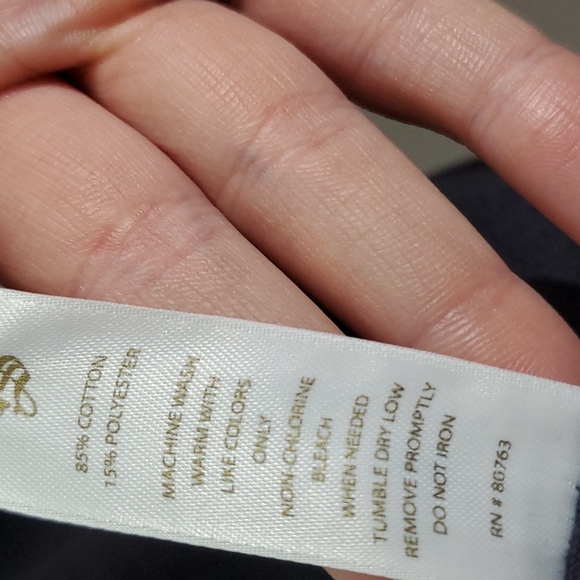 85% COTTON
15% POLYESTER
MACHINE WASH
WARM WITH
LIKE COLORS
ONLY
NON-CHLORINE
BLEACH
WHEN NEEDED
TUMBLE DRY LOW
REMOVE PROMPTLY
DO NOT IRON
RN # 80763